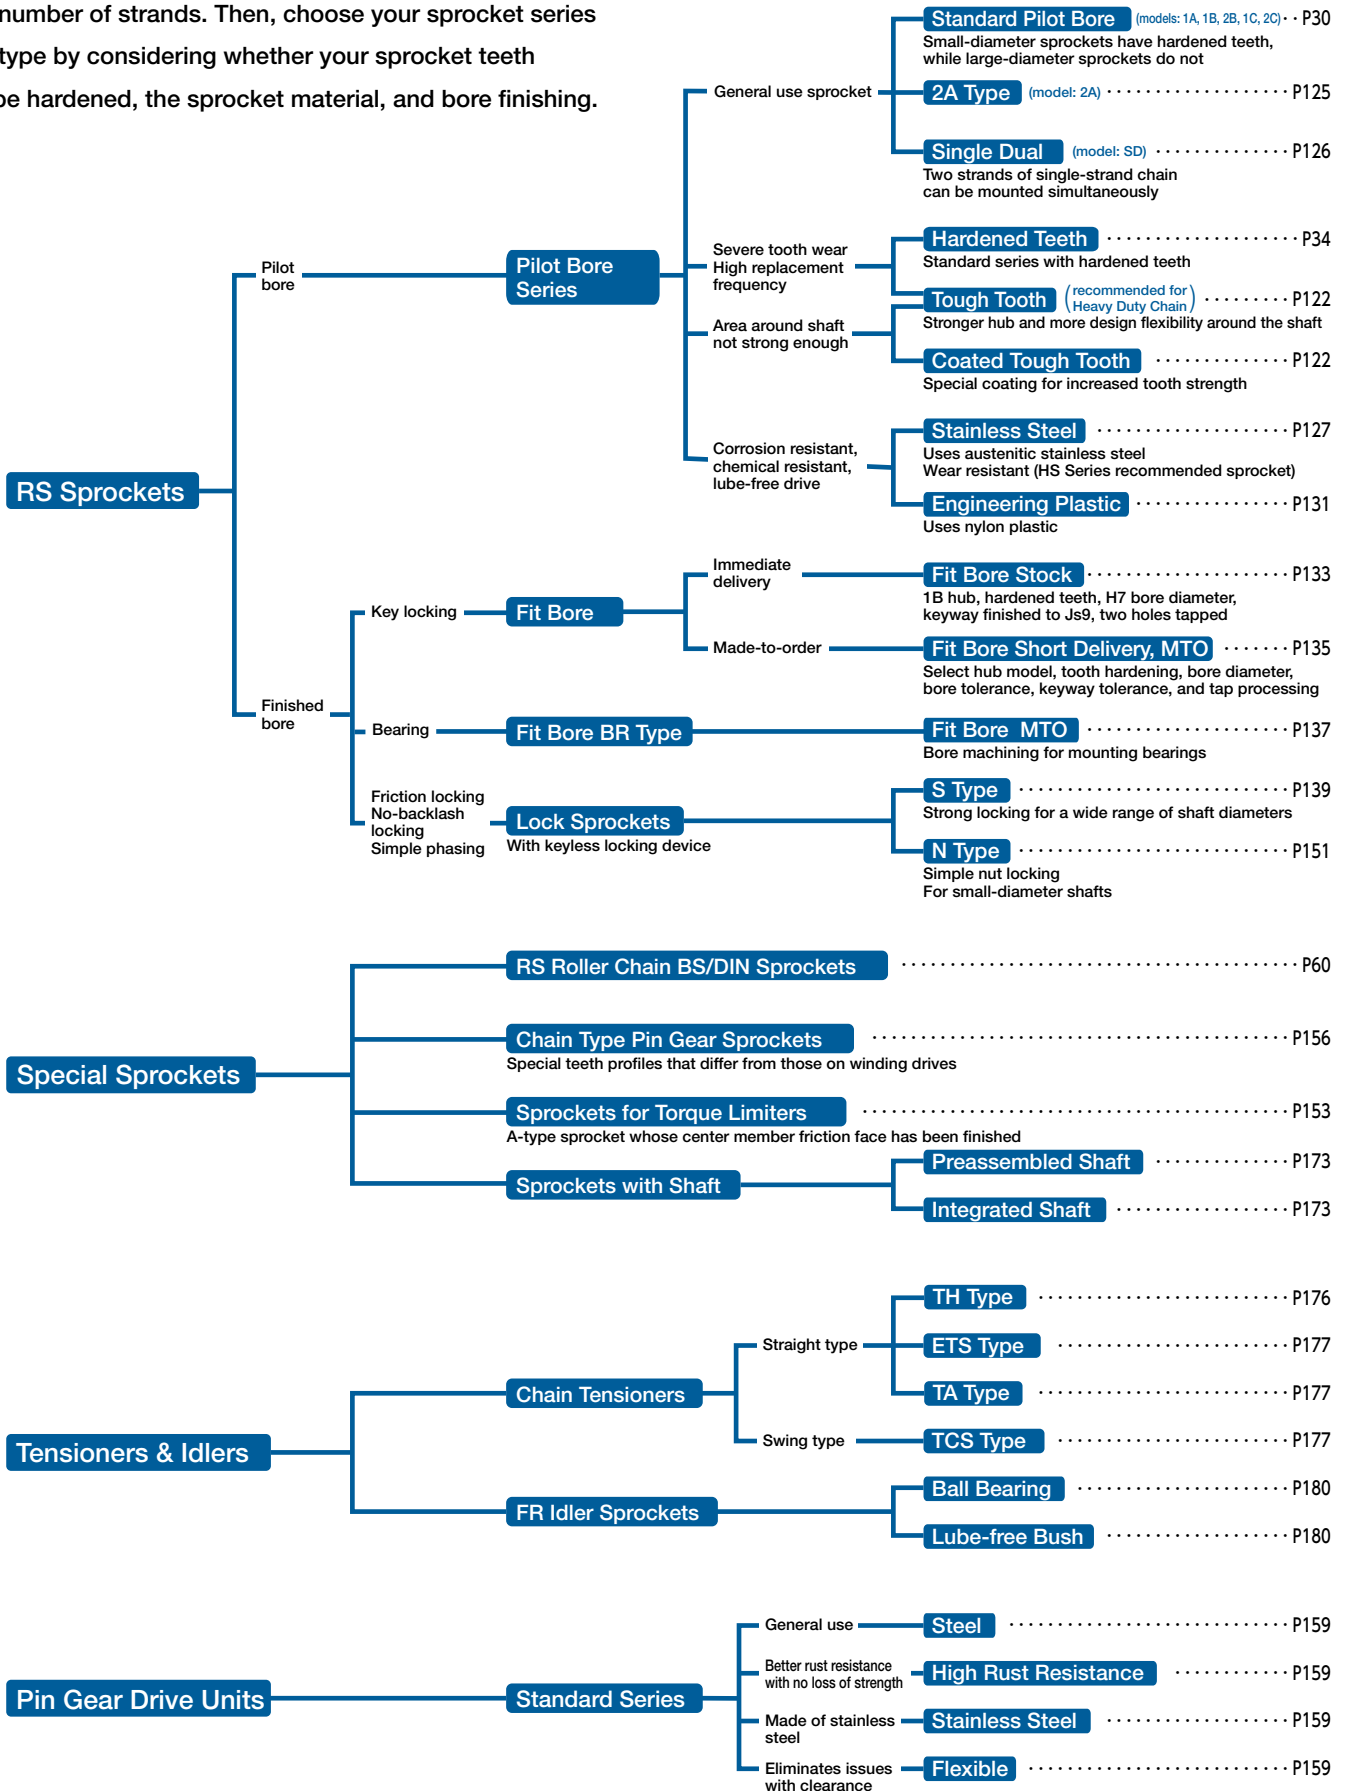 number of strands. Then, choose your sprocket series
type by considering whether your sprocket teeth
be hardened, the sprocket material, and bore finishing.
RS Sprockets
Pilot
bore
Pilot Bore
Series
General use sprocket
Standard Pilot Bore (models: 1A, 1B, 2B, 1C, 2C) ·· P30
Small-diameter sprockets have hardened teeth,
while large-diameter sprockets do not
2A Type (model: 2A) ··················· P125
Single Dual (model: SD) ·············· P126
Two strands of single-strand chain
can be mounted simultaneously
Severe tooth wear
High replacement
frequency
Hardened Teeth ···················· P34
Standard series with hardened teeth
Tough Tooth (recommended for
Heavy Duty Chain) ········· P122
Stronger hub and more design flexibility around the shaft
Area around shaft
not strong enough
Coated Tough Tooth ·············· P122
Special coating for increased tooth strength
Corrosion resistant,
chemical resistant,
lube-free drive
Stainless Steel ···················· P127
Uses austenitic stainless steel
Wear resistant (HS Series recommended sprocket)
Engineering Plastic ················ P131
Uses nylon plastic
Finished
bore
Key locking
Fit Bore
Immediate
delivery
Fit Bore Stock ····················· P133
1B hub, hardened teeth, H7 bore diameter,
keyway finished to Js9, two holes tapped
Made-to-order
Fit Bore Short Delivery, MTO ······· P135
Select hub model, tooth hardening, bore diameter,
bore tolerance, keyway tolerance, and tap processing
Bearing
Fit Bore BR Type
Fit Bore MTO ····················· P137
Bore machining for mounting bearings
Friction locking
No-backlash
locking
Simple phasing
Lock Sprockets
With keyless locking device
S Type ···························· P139
Strong locking for a wide range of shaft diameters
N Type ···························· P151
Simple nut locking
For small-diameter shafts
Special Sprockets
RS Roller Chain BS/DIN Sprockets ········································· P60
Chain Type Pin Gear Sprockets ··········································· P156
Special teeth profiles that differ from those on winding drives
Sprockets for Torque Limiters ············································ P153
A-type sprocket whose center member friction face has been finished
Sprockets with Shaft
Preassembled Shaft ·············· P173
Integrated Shaft ·················· P173
Tensioners & Idlers
Chain Tensioners
Straight type
TH Type ·························· P176
ETS Type ························ P177
TA Type ·························· P177
Swing type
TCS Type ························ P177
FR Idler Sprockets
Ball Bearing ······················ P180
Lube-free Bush ··················· P180
Pin Gear Drive Units
Standard Series
General use
Steel ····························· P159
Better rust resistance
with no loss of strength
High Rust Resistance ············ P159
Made of stainless
steel
Stainless Steel ··················· P159
Eliminates issues
with clearance
Flexible ··························· P159